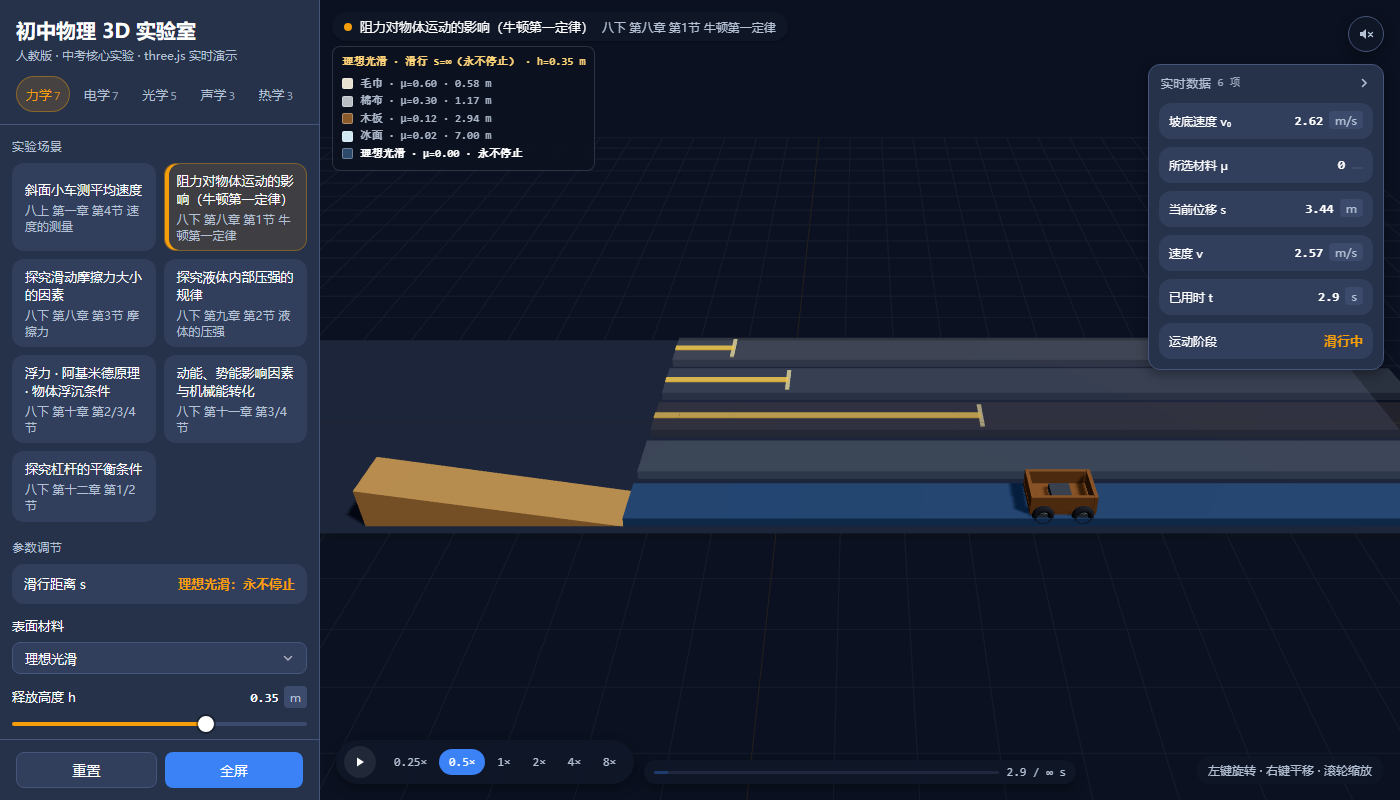 初中物理 3D 实验室
人教版 · 中考核心实验 · three.js 实时演示
力学 7
电学 7
光学 5
声学 3
热学 3
实验场景
斜面小车测平均速度
八上 第一章 第4节 速
度的测量
阻力对物体运动的影
响（牛顿第一定律）
八下 第八章 第1节 牛
顿第一定律
探究滑动摩擦力大小
的因素
八下 第八章 第3节 摩
擦力
探究液体内部压强的
规律
八下 第九章 第2节 液
体的压强
浮力 · 阿基米德原理
· 物体浮沉条件
八下 第十章 第2/3/4
节
动能、势能影响因素
与机械能转化
八下 第十一章 第3/4
节
探究杠杆的平衡条件
八下 第十二章 第1/2
节
参数调节
滑行距离 s
理想光滑：永不停止
表面材料
理想光滑
释放高度 h
0.35 m
重置
全屏
阻力对物体运动的影响（牛顿第一定律） 八下 第八章 第1节 牛顿第一定律
理想光滑 · 滑行 s=∞（永不停止） · h=0.35 m
毛巾 · μ=0.60 · 0.58 m
棉布 · μ=0.30 · 1.17 m
木板 · μ=0.12 · 2.94 m
冰面 · μ=0.02 · 7.00 m
理想光滑 · μ=0.00 · 永不停止
实时数据 6 项
坡底速度 v₀ 2.62 m/s
所选材料 μ 0 —
当前位移 s 3.44 m
速度 v 2.57 m/s
已用时 t 2.9 s
运动阶段 滑行中
0.25× 0.5× 1× 2× 4× 8×
2.9 / ∞ s
左键旋转 · 右键平移 · 滚轮缩放